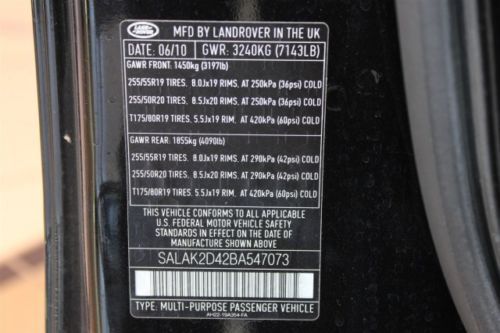 LAND
ROVER
MFD BY LANDROVER IN THE UK
DATE: 06/10 GWR: 3240KG (7143LB)
GAWR FRONT: 1450kg (3197lb)
255/55R19 TIRES, 8.0Jx19 RIMS, AT 250kPa (36psi) COLD
255/50R20 TIRES, 8.5Jx20 RIMS, AT 250kPa (36psi) COLD
T175/80R19 TIRES, 5.5Jx19 RIM, AT 420kPa (60psi) COLD
GAWR REAR: 1855kg (4090lb)
255/55R19 TIRES, 8.0Jx19 RIMS, AT 290kPa (42psi) COLD
255/50R20 TIRES, 8.5Jx20 RIMS, AT 290kPa (42psi) COLD
T175/80R19 TIRES, 5.5Jx19 RIM, AT 420kPa (60psi) COLD
THIS VEHICLE CONFORMS TO ALL APPLICABLE
U.S. FEDERAL MOTOR VEHICLE SAFETY
STANDARDS IN EFFECT ON THE DATE OF
MANUFACTURE SHOWN ABOVE
SALAK2D42BA547073
TYPE: MULTI-PURPOSE PASSENGER VEHICLE
AH22-19A354-FA